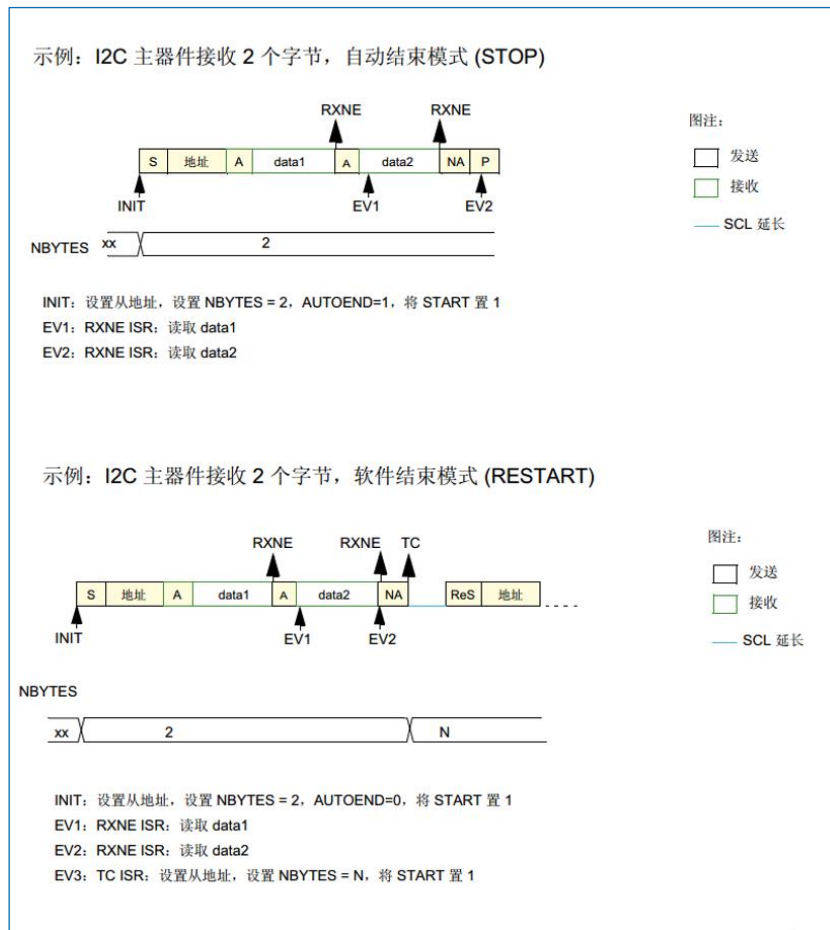 示例：I2C 主器件接收 2 个字节，自动结束模式 (STOP)
RXNE RXNE
图注：
S 地址 A data1 A data2 NA P
发送
接收
INIT EV1 EV2
SCL 延长
NBYTES xx 2
INIT：设置从地址，设置 NBYTES = 2，AUTOEND=1，将 START 置 1
EV1：RXNE ISR：读取 data1
EV2：RXNE ISR：读取 data2
示例：I2C 主器件接收 2 个字节，软件结束模式 (RESTART)
RXNE RXNE TC
图注：
发送
S 地址 A data1 A data2 NA ReS 地址
接收
INIT EV1 EV2
SCL 延长
NBYTES
xx 2 N
INIT：设置从地址，设置 NBYTES = 2，AUTOEND=0，将 START 置 1
EV1：RXNE ISR：读取 data1
EV2：RXNE ISR：读取 data2
EV3：TC ISR：设置从地址，设置 NBYTES = N，将 START 置 1